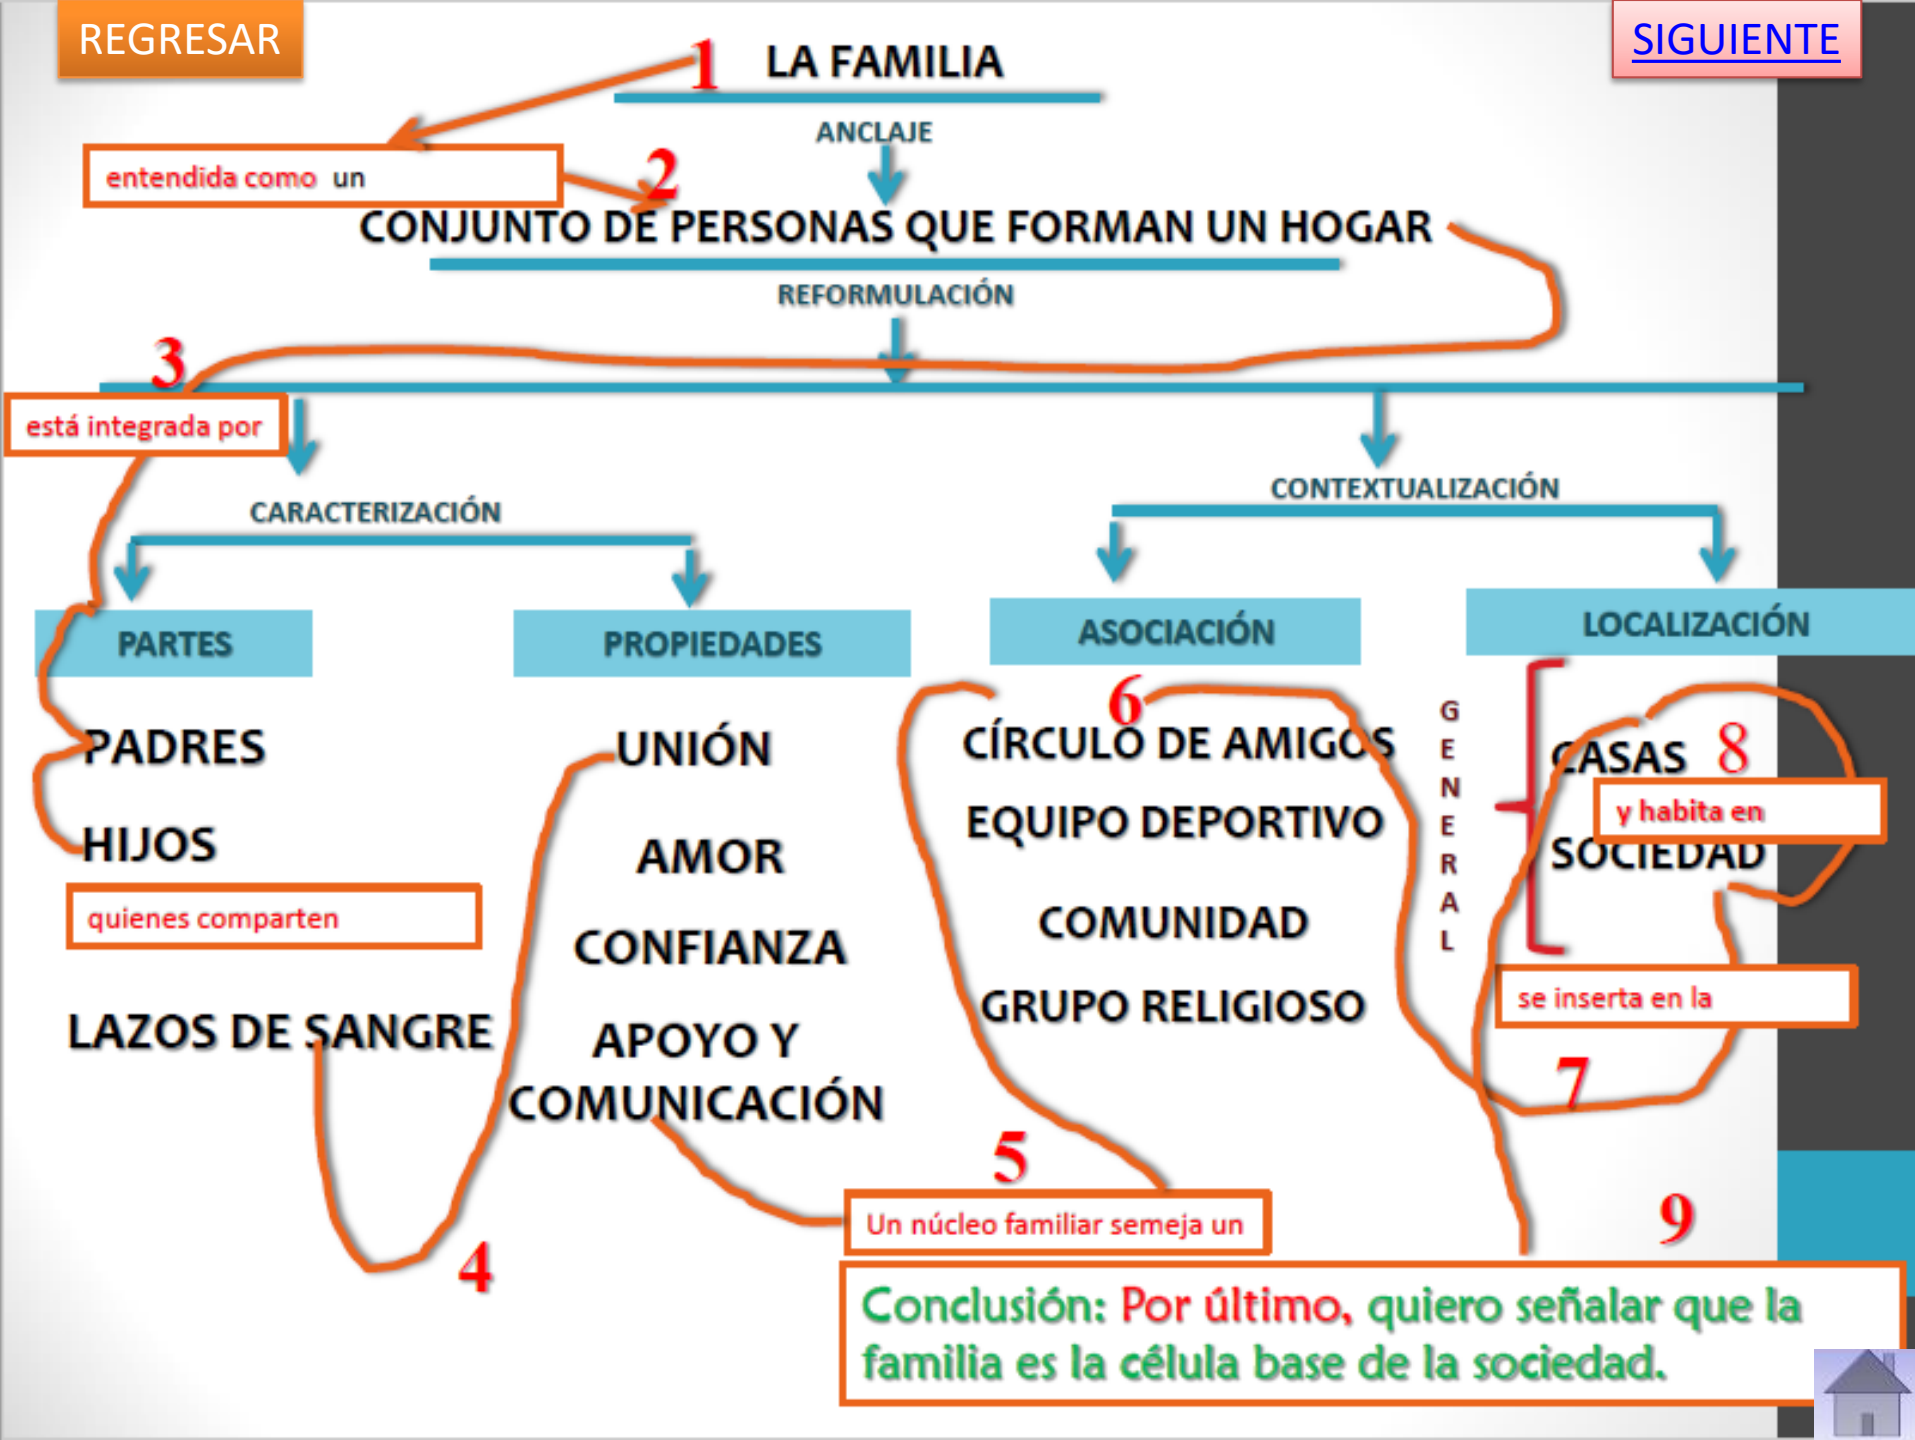 REGRESAR
SIGUIENTE
1
LA FAMILIA
ANCLAJE
entendida como un
2
CONJUNTO DE PERSONAS QUE FORMAN UN HOGAR
REFORMULACIÓN
3
está integrada por
CARACTERIZACIÓN
CONTEXTUALIZACIÓN
PARTES
PROPIEDADES
ASOCIACIÓN
LOCALIZACIÓN
PADRES
HIJOS
quienes comparten
LAZOS DE SANGRE
4
UNIÓN
AMOR
CONFIANZA
APOYO Y
COMUNICACIÓN
5
Un núcleo familiar semeja un
6
CÍRCULO DE AMIGOS
EQUIPO DEPORTIVO
COMUNIDAD
GRUPO RELIGIOSO
GENERAL
CASAS 8
y habita en
SOCIEDAD
se inserta en la
7
9
Conclusión: Por último, quiero señalar que la
familia es la célula base de la sociedad.